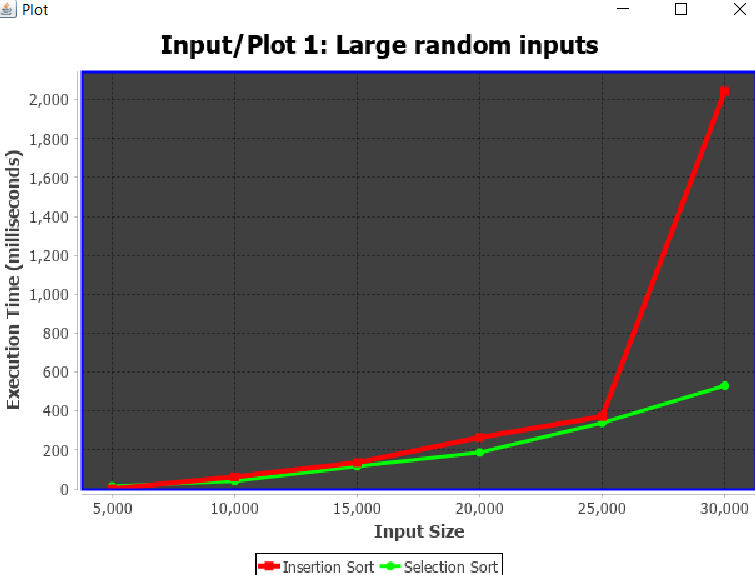 Plot
Input/Plot 1: Large random inputs
Execution Time (milliseconds)
2,000
1,800
1,600
1,400
1,200
1,000
800
600
400
200
0
5,000 10,000 15,000 20,000 25,000 30,000
Input Size
Insertion Sort Selection Sort